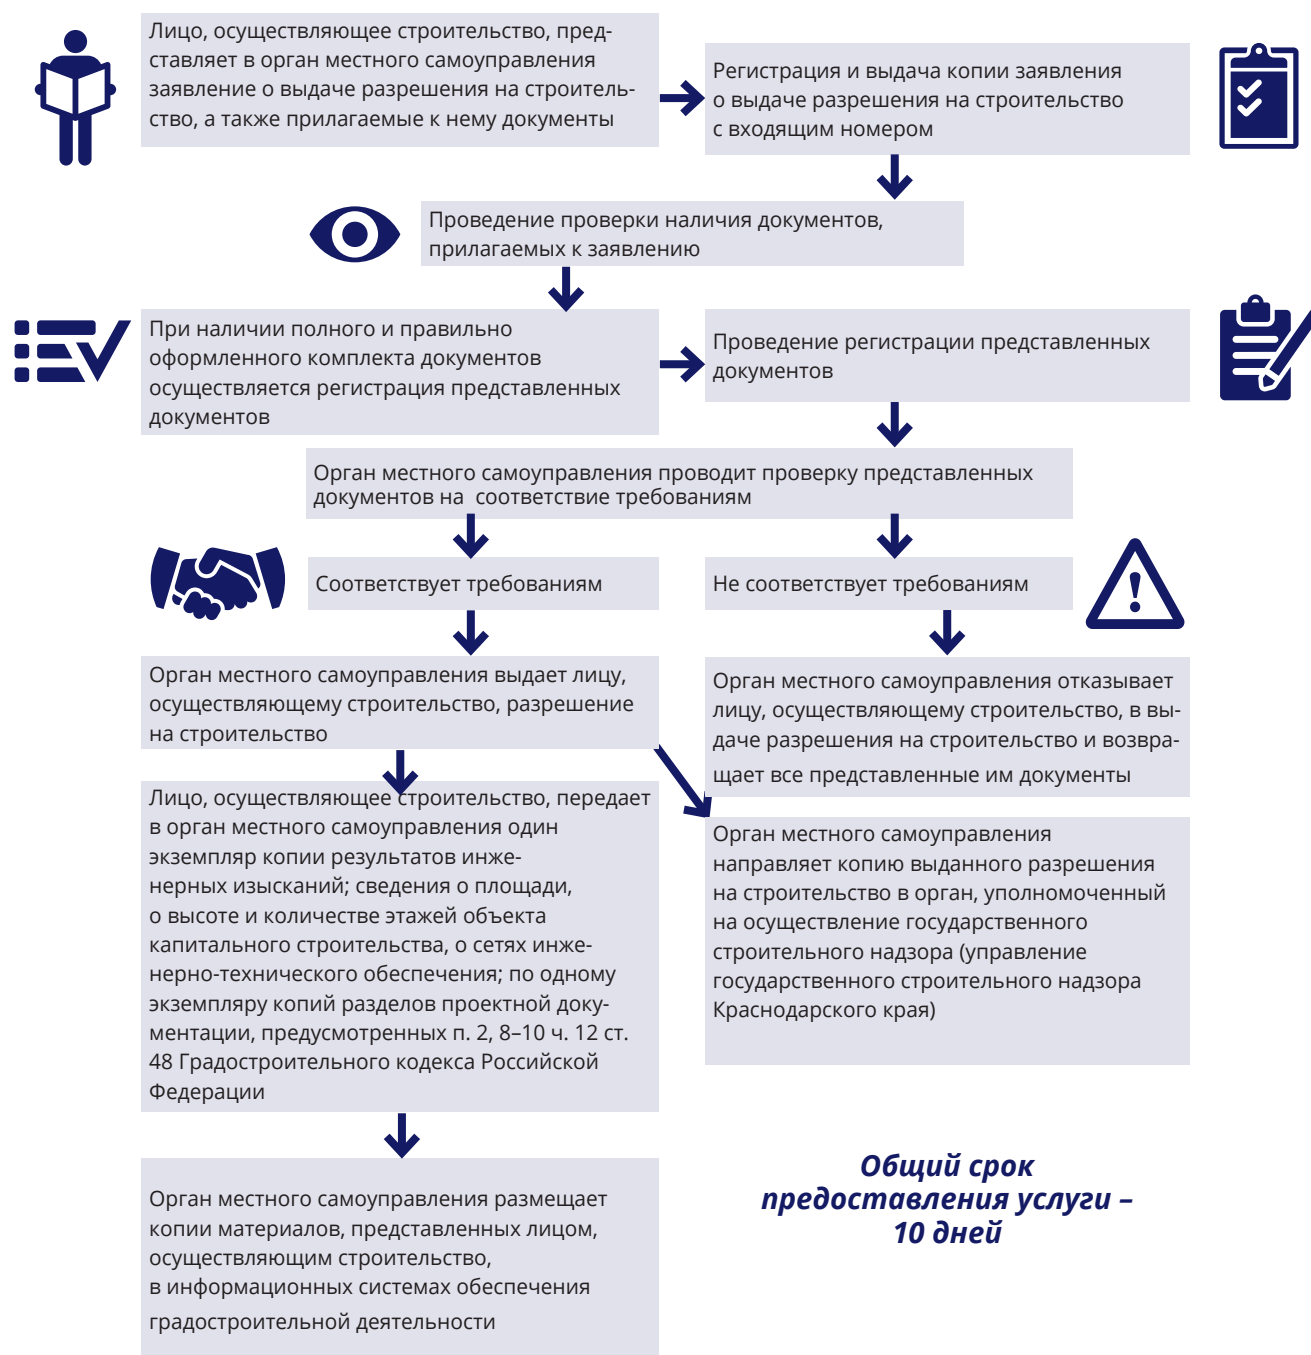 Лицо, осуществляющее строительство, пред-
ставляет в орган местного самоуправления
заявление о выдаче разрешения на строитель-
ство, а также прилагаемые к нему документы
Регистрация и выдача копии заявления
о выдаче разрешения на строительство
с входящим номером
Проведение проверки наличия документов,
прилагаемых к заявлению
При наличии полного и правильно
оформленного комплекта документов
осуществляется регистрация представленных
документов
Проведение регистрации представленных
документов
Орган местного самоуправления проводит проверку представленных
документов на соответствие требованиям
Соответствует требованиям
Не соответствует требованиям
Орган местного самоуправления выдает лицу,
осуществляющему строительство, разрешение
на строительство
Орган местного самоуправления отказывает
лицу, осуществляющему строительство, в вы-
даче разрешения на строительство и возвра-
щает все представленные им документы
Лицо, осуществляющее строительство, передает
в орган местного самоуправления один
экземпляр копии результатов инже-
нерных изысканий; сведения о площади,
о высоте и количестве этажей объекта
капитального строительства, о сетях инже-
нерно-технического обеспечения; по одному
экземпляру копий разделов проектной доку-
ментации, предусмотренных п. 2, 8–10 ч. 12 ст.
48 Градостроительного кодекса Российской
Федерации
Орган местного самоуправления
направляет копию выданного разрешения
на строительство в орган, уполномоченный
на осуществление государственного
строительного надзора (управление
государственного строительного надзора
Краснодарского края)
Орган местного самоуправления размещает
копии материалов, представленных лицом,
осуществляющим строительство,
в информационных системах обеспечения
градостроительной деятельности
Общий срок
предоставления услуги –
10 дней